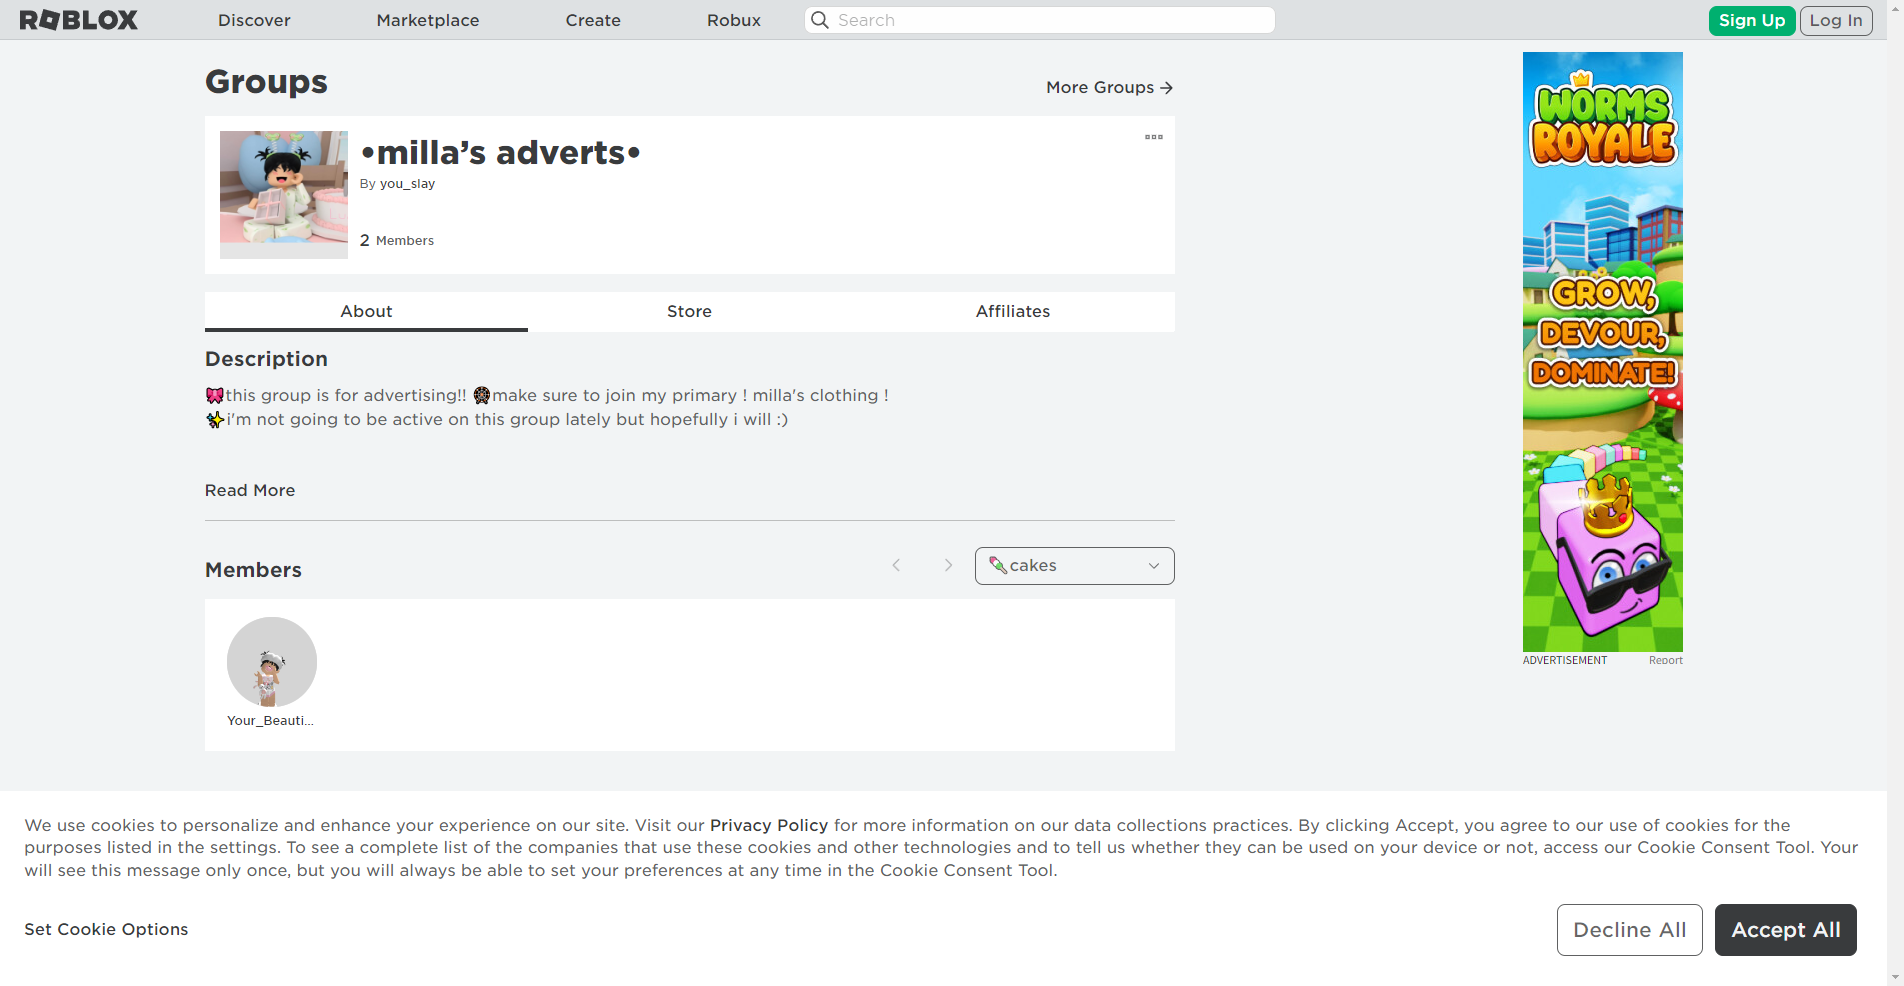 ROBLOX
Discover
Marketplace
Create
Robux
Search
Sign Up
Log In
Groups
More Groups →
•milla’s adverts•
By you_slay
2 Members
About
Store
Affiliates
Description
🎀this group is for advertising!! 🍪make sure to join my primary ! milla's clothing !
✨i'm not going to be active on this group lately but hopefully i will :)
Read More
Members
cakes
Your_Beauti...
WORMS
ROYALE
GROW,
DEVOUR,
DOMINATE!
ADVERTISEMENT
Report
We use cookies to personalize and enhance your experience on our site. Visit our Privacy Policy for more information on our data collections practices. By clicking Accept, you agree to our use of cookies for the
purposes listed in the settings. To see a complete list of the companies that use these cookies and other technologies and to tell us whether they can be used on your device or not, access our Cookie Consent Tool. Your
will see this message only once, but you will always be able to set your preferences at any time in the Cookie Consent Tool.
Set Cookie Options
Decline All
Accept All